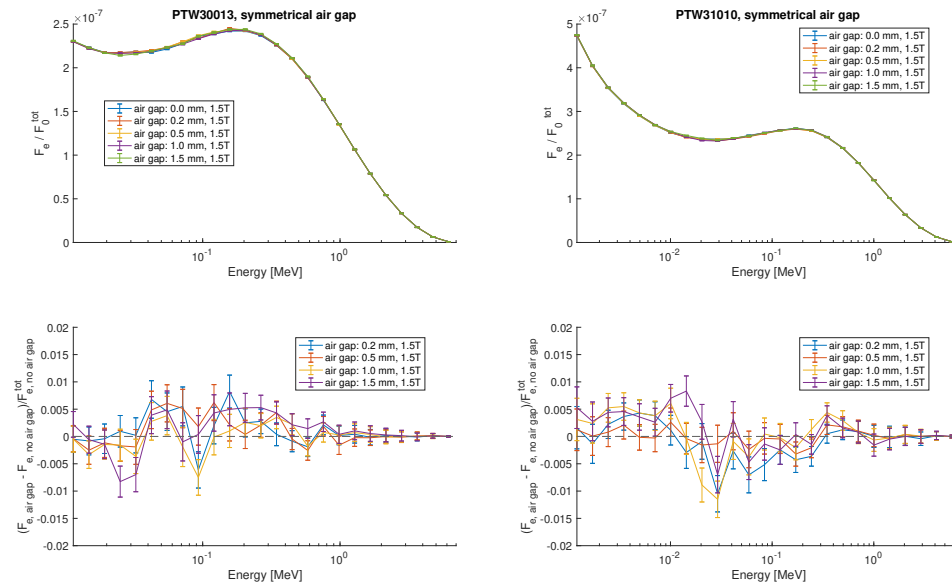 PTW30013, symmetrical air gap
2.5
×10^-7
2
1.5
1
0.5
0
F_e / F_0^tot
air gap: 0.0 mm, 1.5T
air gap: 0.2 mm, 1.5T
air gap: 0.5 mm, 1.5T
air gap: 1.0 mm, 1.5T
air gap: 1.5 mm, 1.5T
10^-1
10^0
Energy [MeV]
PTW31010, symmetrical air gap
5
×10^-7
4
3
2
1
0
F_e / F_0^tot
air gap: 0.0 mm, 1.5T
air gap: 0.2 mm, 1.5T
air gap: 0.5 mm, 1.5T
air gap: 1.0 mm, 1.5T
air gap: 1.5 mm, 1.5T
10^-2
10^-1
10^0
Energy [MeV]
0.02
0.015
0.01
0.005
0
-0.005
-0.01
-0.015
-0.02
(F_e, air gap - F_e, no air gap)/F^tot_e, no air gap
air gap: 0.2 mm, 1.5T
air gap: 0.5 mm, 1.5T
air gap: 1.0 mm, 1.5T
air gap: 1.5 mm, 1.5T
10^-1
10^0
Energy [MeV]
0.02
0.015
0.01
0.005
0
-0.005
-0.01
-0.015
-0.02
(F_e, air gap - F_e, no air gap)/F^tot_e, no air gap
air gap: 0.2 mm, 1.5T
air gap: 0.5 mm, 1.5T
air gap: 1.0 mm, 1.5T
air gap: 1.5 mm, 1.5T
10^-2
10^-1
10^0
Energy [MeV]